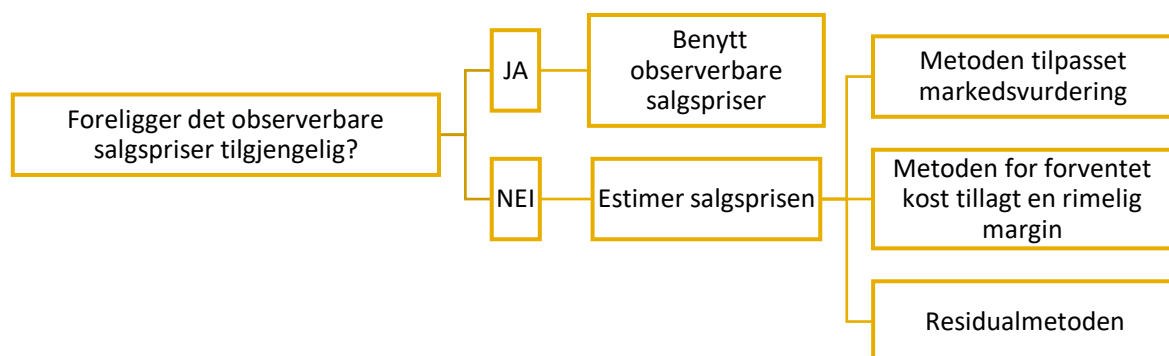 Foreligger det observerbare
salgspriser tilgjengelig?
JA
Benytt
observerbare
salgspriser
NEI
Estimer salgsprisen
Metoden tilpasset
markedsvurdering
Metoden for forventet
kost tillagt en rimelig
margin
Residualmetoden